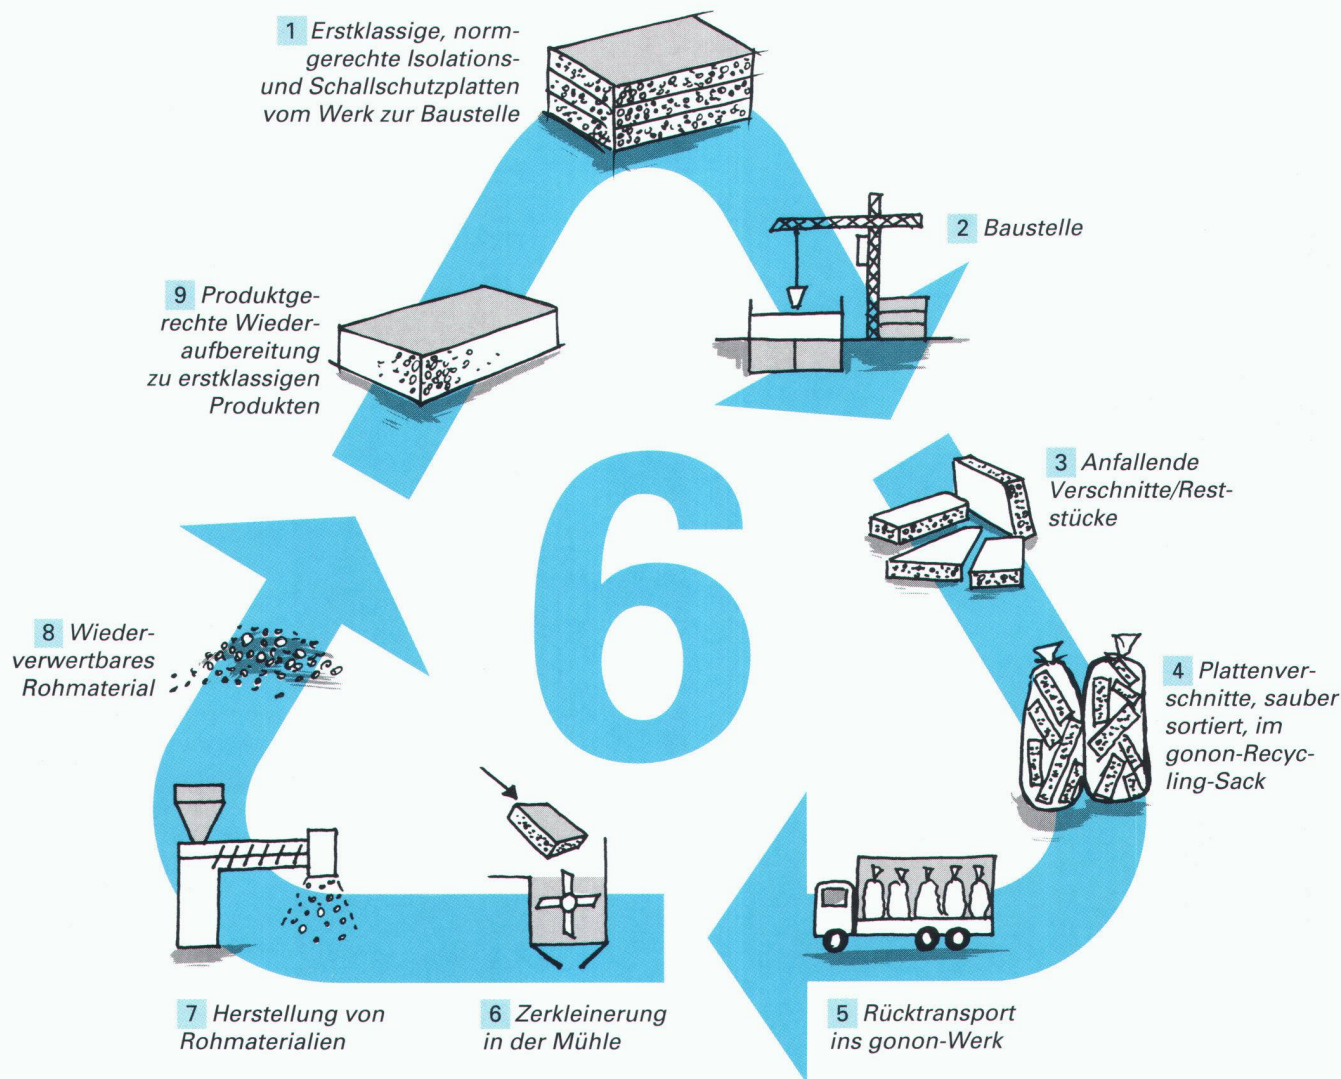 1 Erstklassige, norm-
gerechte Isolations-
und Schallschutzplatten
vom Werk zur Baustelle
2 Baustelle
3 Anfallende
Verschnitte/Rest-
stücke
4 Plattenver-
schnitte, sauber
sortiert, im
gonon-Recyc-
ling-Sack
5 Rücktransport
ins gonon-Werk
6 Zerkleinerung
in der Mühle
7 Herstellung von
Rohmaterialien
8 Wieder-
verwertbares
Rohmaterial
9 Produktge-
rechte Wieder-
aufbereitung
zu erstklassigen
Produkten
6